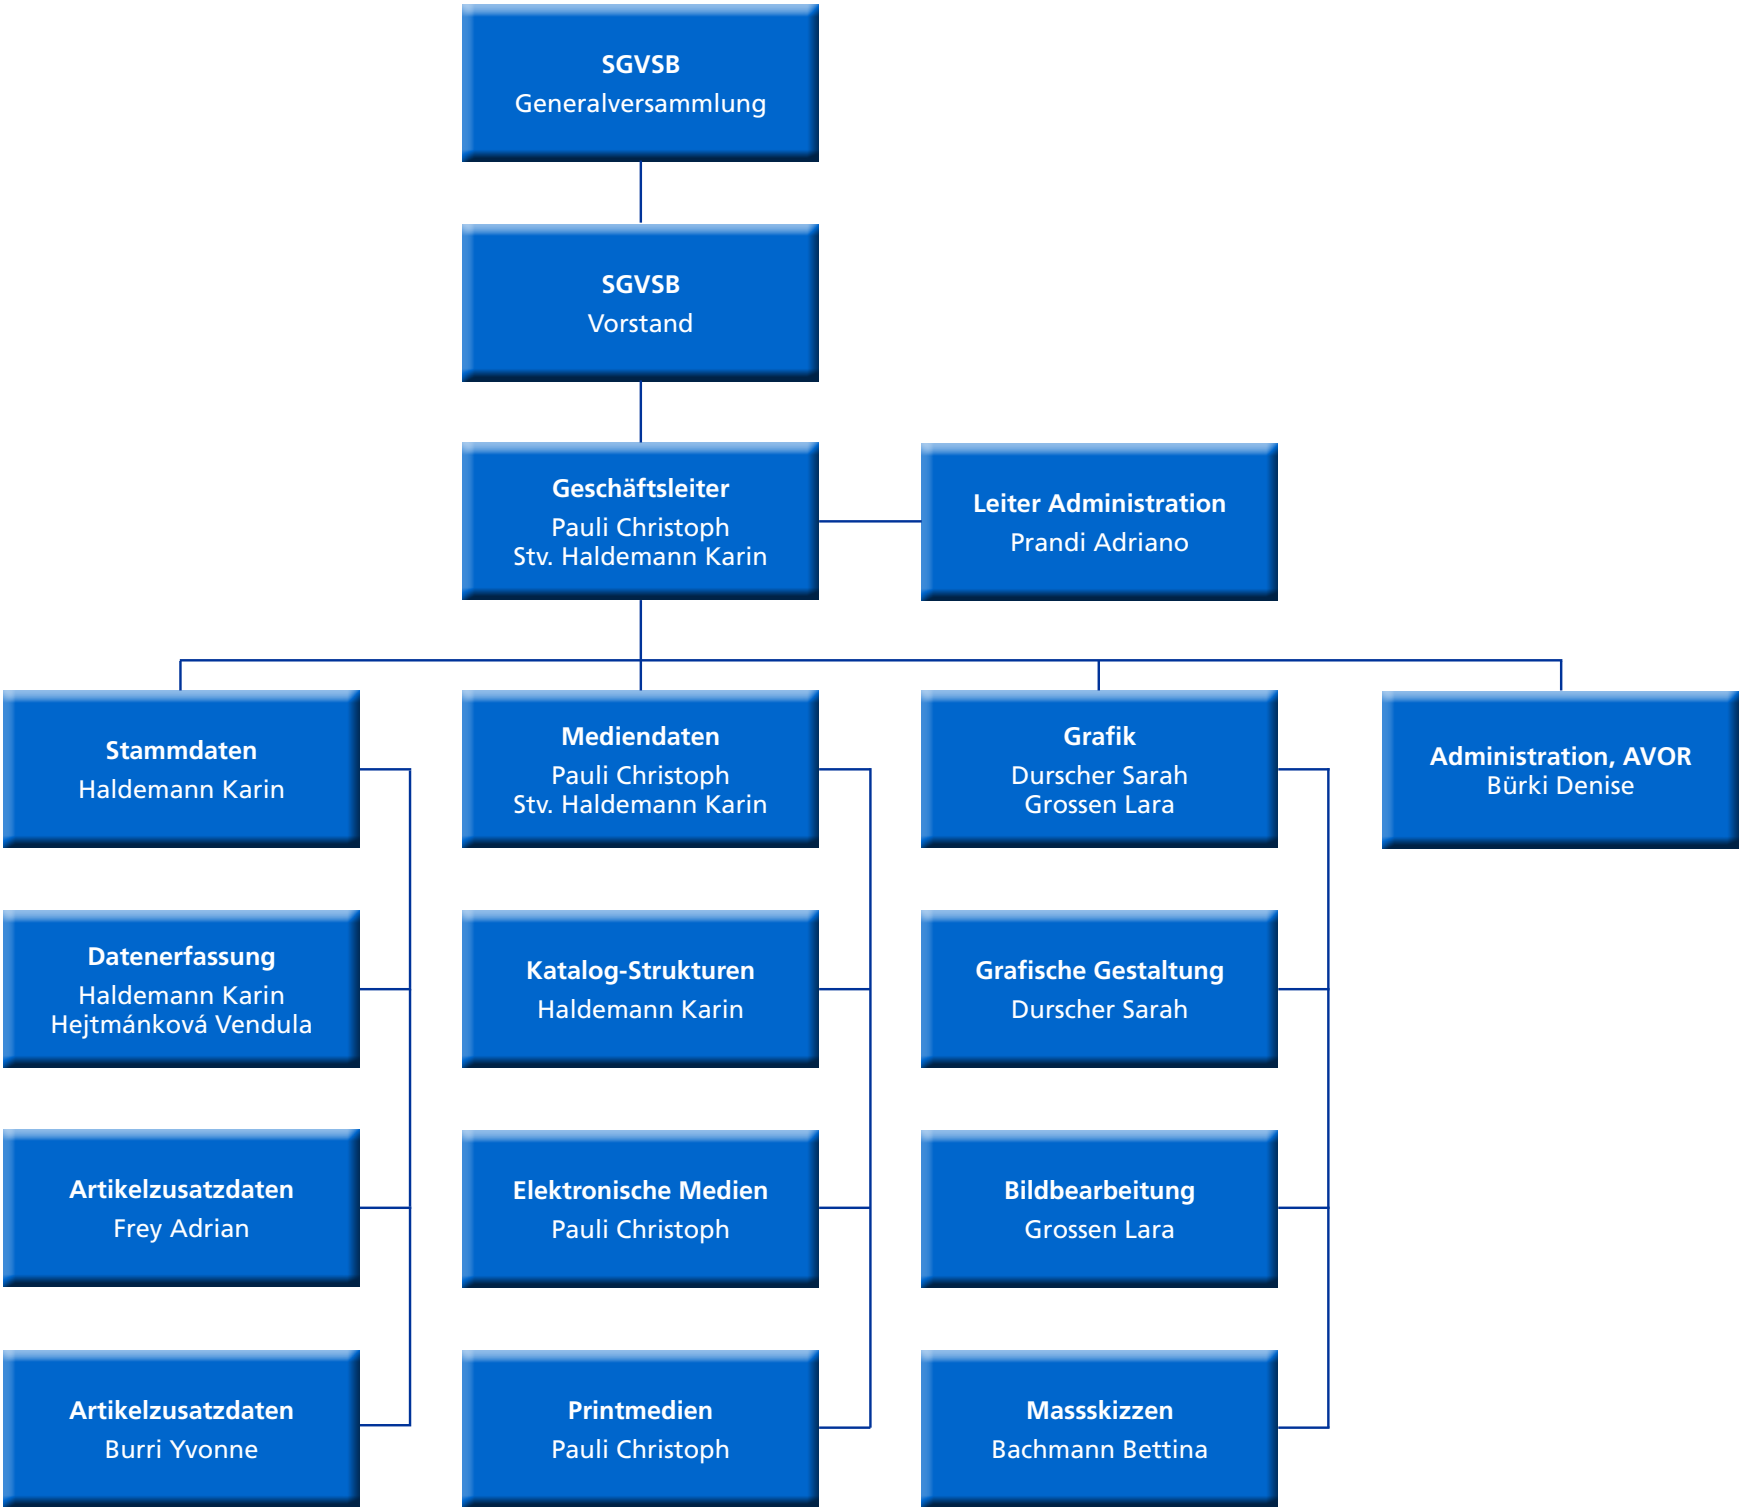 SGVSB
Generalversammlung
SGVSB
Vorstand
Geschäftsleiter
Pauli Christoph
Stv. Haldemann Karin
Leiter Administration
Prandi Adriano
Stammdaten
Haldemann Karin
Mediendaten
Pauli Christoph
Stv. Haldemann Karin
Grafik
Durscher Sarah
Grossen Lara
Administration, AVOR
Bürki Denise
Datenerfassung
Haldemann Karin
Hejtmánková Vendula
Katalog-Strukturen
Haldemann Karin
Grafische Gestaltung
Durscher Sarah
Artikelzusatzdaten
Frey Adrian
Elektronische Medien
Pauli Christoph
Bildbearbeitung
Grossen Lara
Artikelzusatzdaten
Burri Yvonne
Printmedien
Pauli Christoph
Massskizzen
Bachmann Bettina